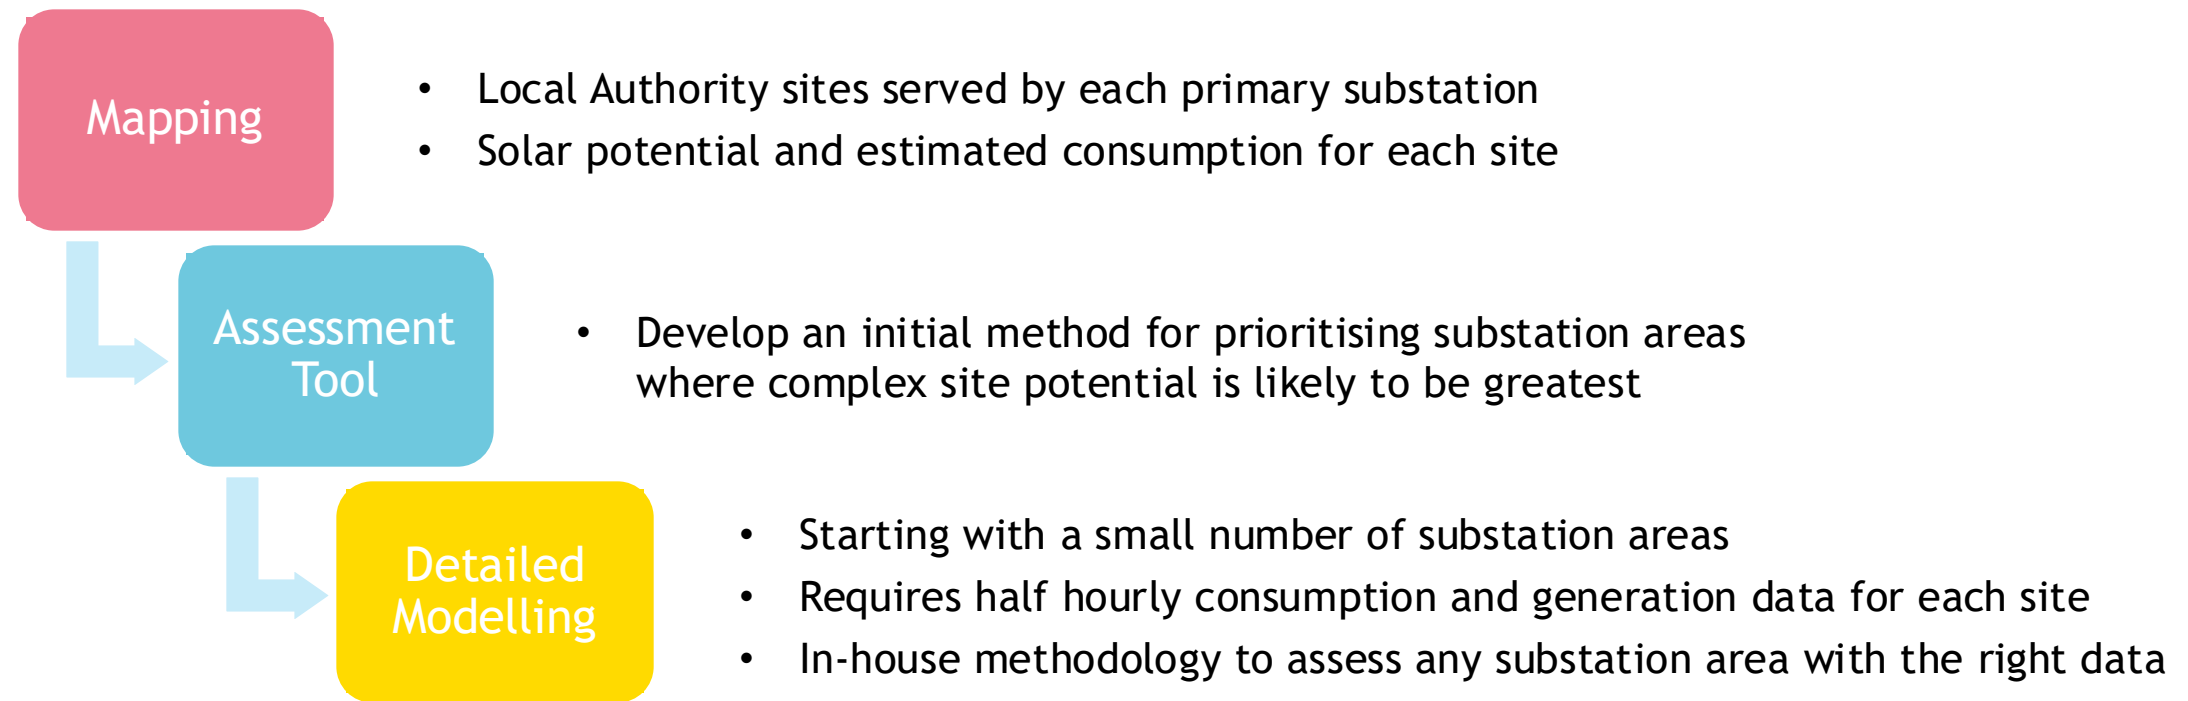 Mapping
• Local Authority sites served by each primary substation
• Solar potential and estimated consumption for each site
Assessment
Tool
• Develop an initial method for prioritising substation areas
where complex site potential is likely to be greatest
Detailed
Modelling
• Starting with a small number of substation areas
• Requires half hourly consumption and generation data for each site
• In-house methodology to assess any substation area with the right data